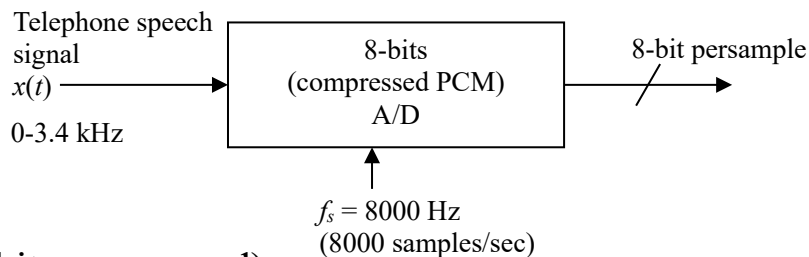 Telephone speech
signal
x(t)
0-3.4 kHz
8-bits
(compressed PCM)
A/D
8-bit persample
fs = 8000 Hz
(8000 samples/sec)